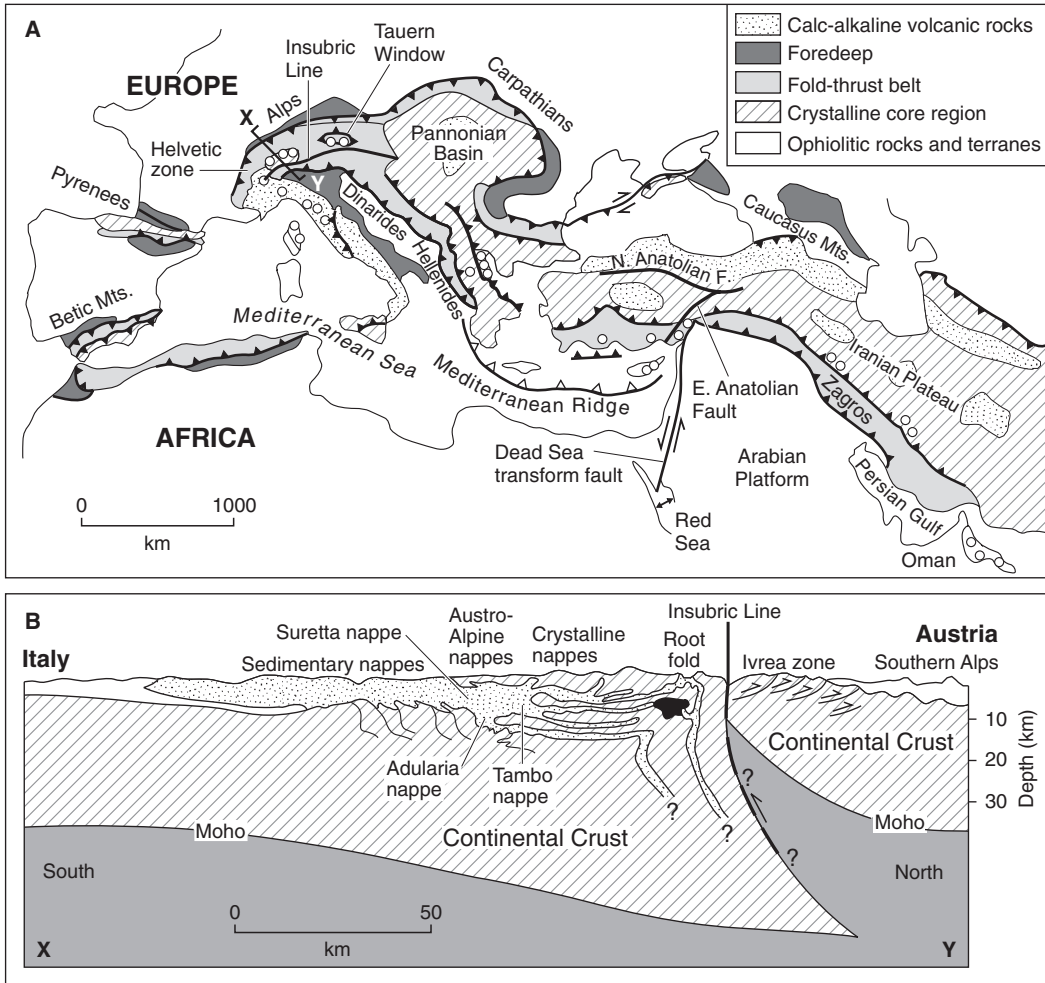 A
EUROPE
Insubric
Line
Tauern
Window
Carpathians
X
Alps
Helvetic
zone
Pannonian
Basin
Pyrenees
Y
Dinarides
Hellenides
Betic Mts.
Mediterranean Sea
Mediterranean Ridge
AFRICA
N. Anatolian F.
Caucasus Mts.
E. Anatolian
Fault
Iranian Plateau
Zagros
Dead Sea
transform fault
Arabian
Platform
Persian Gulf
Red
Sea
Oman
0 1000
km
Calc-alkaline volcanic rocks
Foredeep
Fold-thrust belt
Crystalline core region
Ophiolitic rocks and terranes
B
Italy
Suretta nappe
Sedimentary nappes
Austro-
Alpine
nappes
Crystalline
nappes
Root
fold
Insubric Line
Ivrea zone
Austria
Southern Alps
Adularia
nappe
Tambo
nappe
? ? ? ?
Continental Crust
Continental Crust
Moho
Moho
10
20
30
Depth (km)
South
North
0 50
km
X
Y